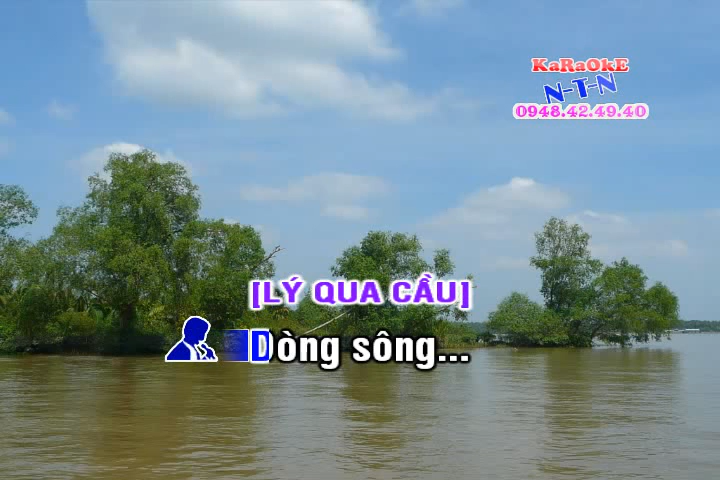 KaRaOkE
N-T-N
0948.42.49.40
[LÝ QUA CẦU]
Dòng sông...